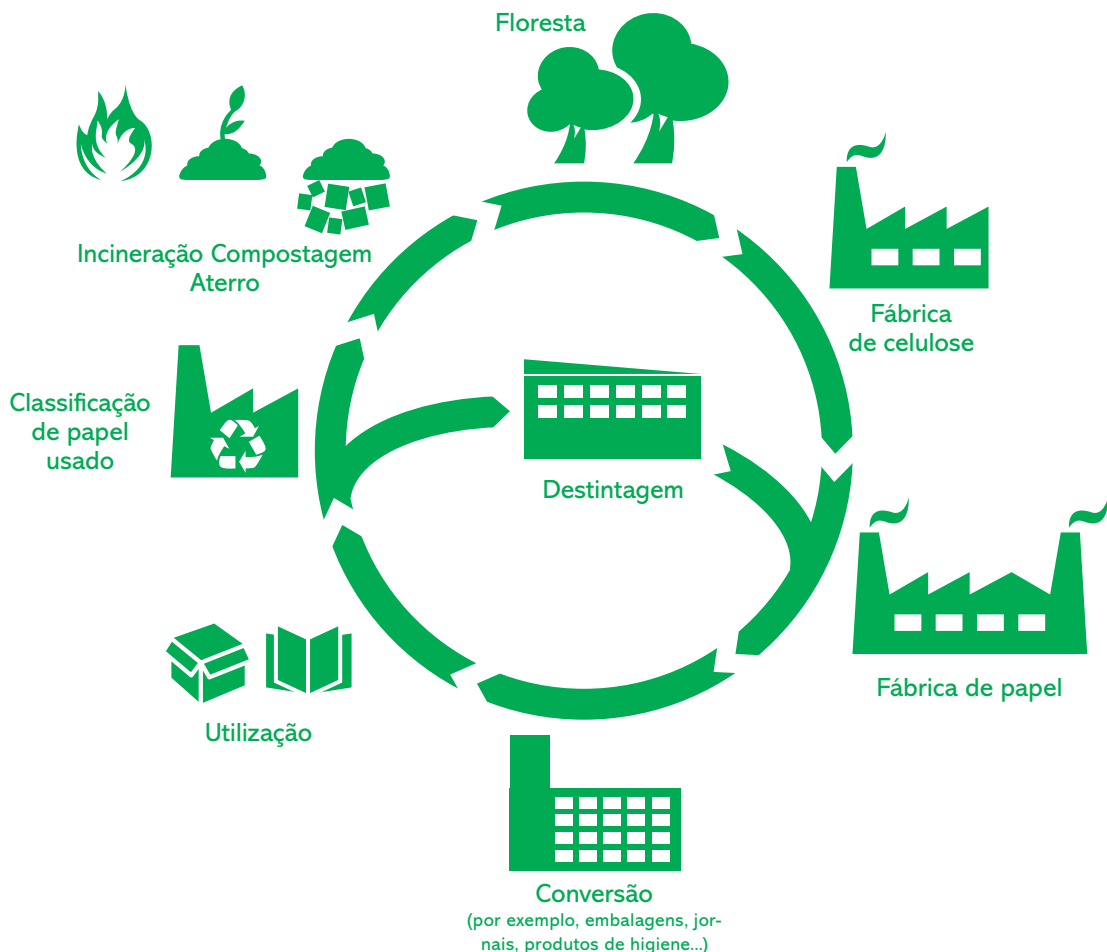 Floresta
Fábrica
de celulose
Fábrica de papel
Conversão
(por exemplo, embalagens, jor-
nais, produtos de higiene...)
Utilização
Classificação
de papel
usado
Incineração Compostagem
Aterro
Destintagem